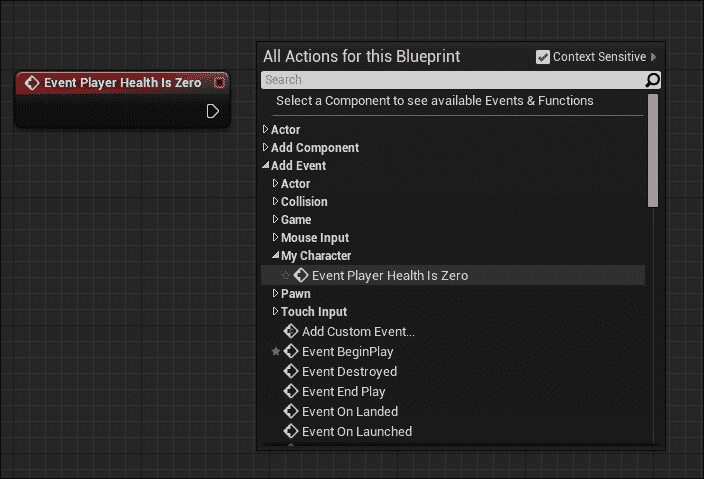 Event Player Health Is Zero
All Actions for this Blueprint
Context Sensitive
Search
Select a Component to see available Events & Functions
Actor
Add Component
Add Event
Actor
Collision
Game
Mouse Input
My Character
Event Player Health Is Zero
Pawn
Touch Input
Add Custom Event...
Event BeginPlay
Event Destroyed
Event End Play
Event On Landed
Event On Launched